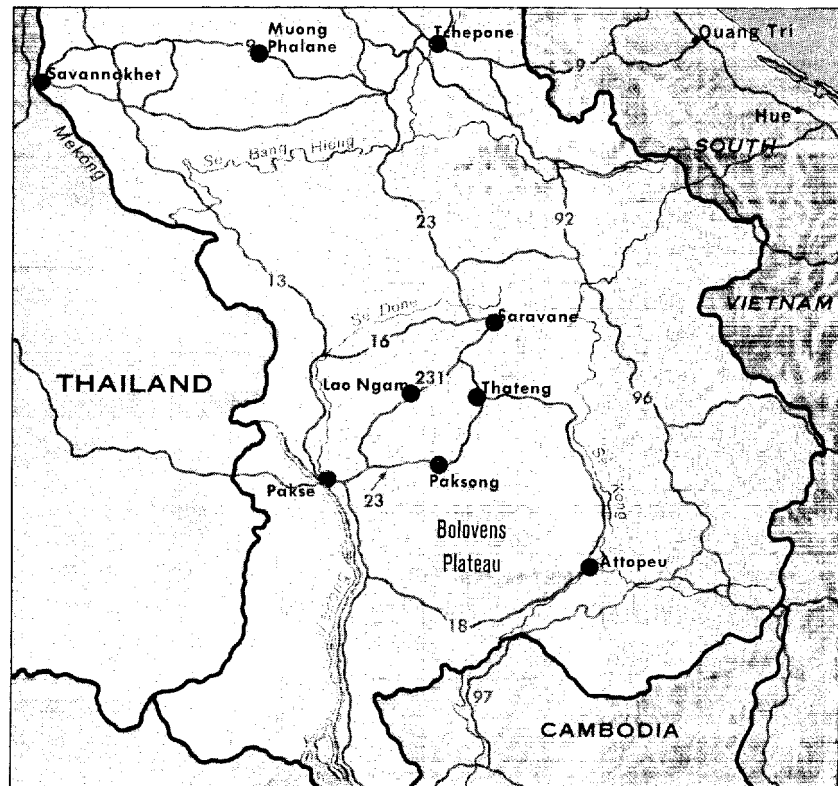 Muong
Phalane
9
Tchepone
Quang Tri
Savannakhet
9
Hue
Mekong
Se Bang Hieng
SOUTH
23
92
13
VIETNAM
Se Done
Saravane
16
THAILAND
Lao Ngam
231
Thateng
96
Se Kong
Pakse
23
Paksong
Bolovens
Plateau
Attopeu
18
97
CAMBODIA